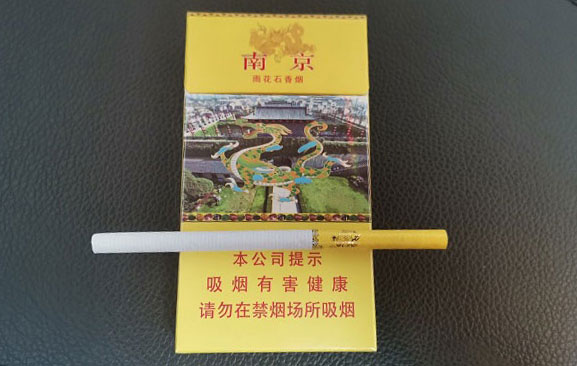 南京
雨花石香烟
本公司提示
吸烟有害健康
请勿在禁烟场所吸烟